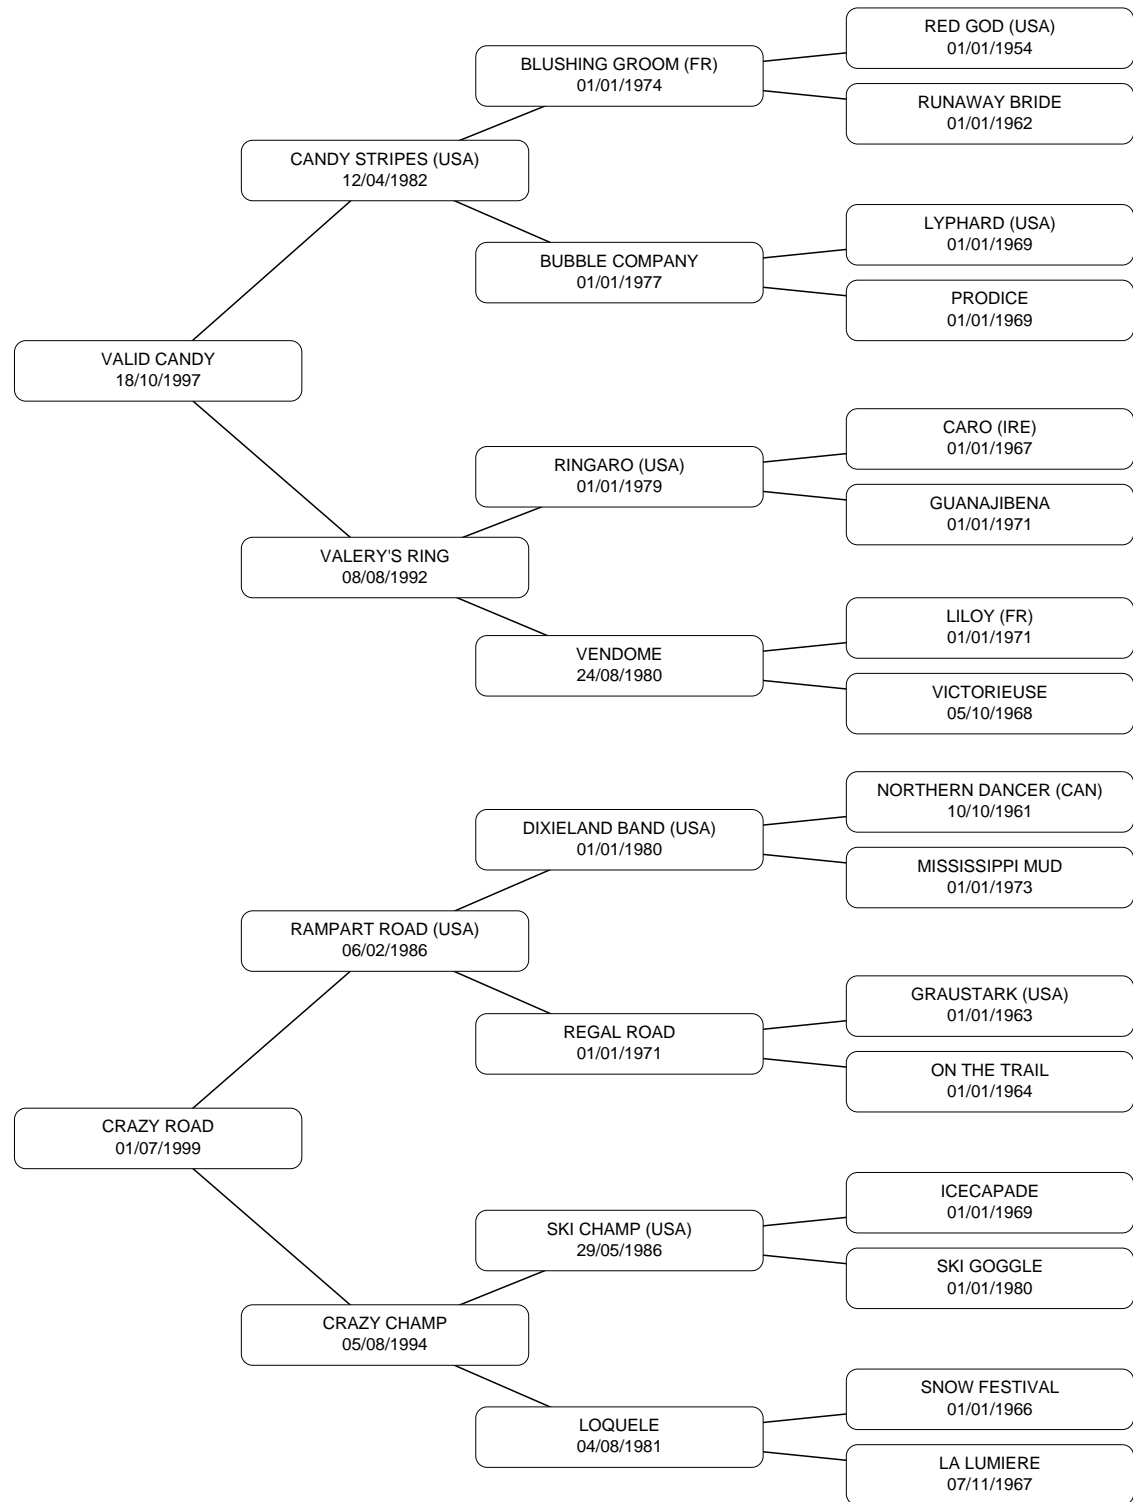 RED GOD (USA)
01/01/1954
BLUSHING GROOM (FR)
01/01/1974
RUNAWAY BRIDE
01/01/1962
CANDY STRIPES (USA)
12/04/1982
LYPHARD (USA)
01/01/1969
BUBBLE COMPANY
01/01/1977
PRODICE
01/01/1969
VALID CANDY
18/10/1997
CARO (IRE)
01/01/1967
RINGARO (USA)
01/01/1979
GUANAJIBENA
01/01/1971
VALERY'S RING
08/08/1992
LILOY (FR)
01/01/1971
VENDOME
24/08/1980
VICTORIEUSE
05/10/1968
NORTHERN DANCER (CAN)
10/10/1961
DIXIELAND BAND (USA)
01/01/1980
MISSISSIPPI MUD
01/01/1973
RAMPART ROAD (USA)
06/02/1986
GRAUSTARK (USA)
01/01/1963
REGAL ROAD
01/01/1971
ON THE TRAIL
01/01/1964
CRAZY ROAD
01/07/1999
ICECAPADE
01/01/1969
SKI CHAMP (USA)
29/05/1986
SKI GOGGLE
01/01/1980
CRAZY CHAMP
05/08/1994
SNOW FESTIVAL
01/01/1966
LOQUELE
04/08/1981
LA LUMIERE
07/11/1967